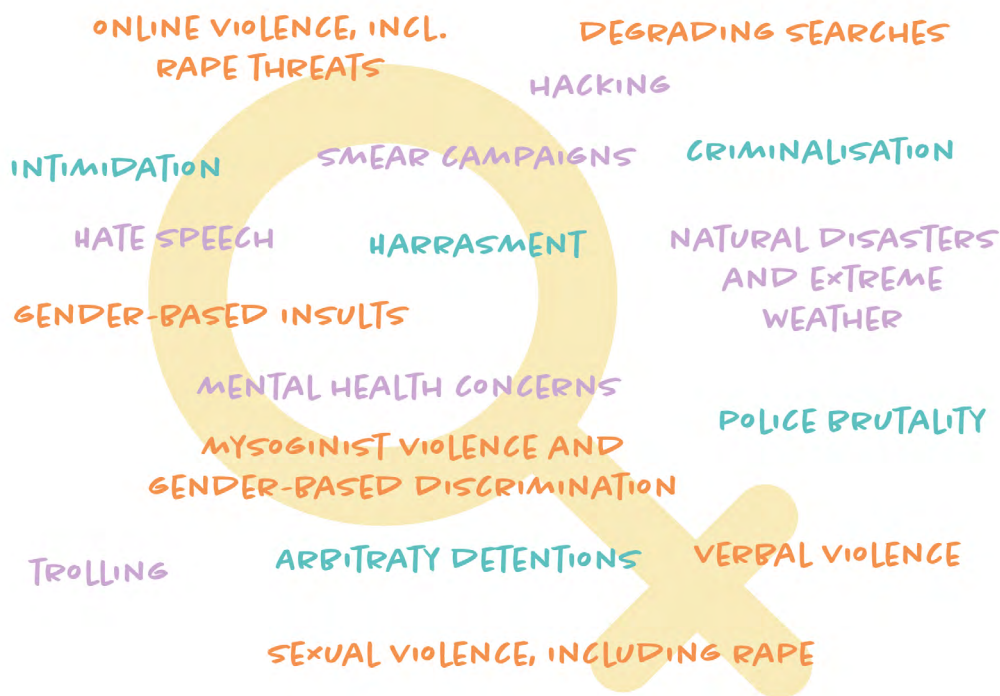 ONLINE VIOLENCE, INCL.
RAPE THREATS
DEGRADING SEARCHES
HACKING
INTIMIDATION
SMEAR CAMPAIGNS
CRIMINALISATION
HATE SPEECH
HARRASMENT
NATURAL DISASTERS
AND EXTREME
WEATHER
GENDER-BASED INSULTS
MENTAL HEALTH CONCERNS
POLICE BRUTALITY
MYSOGINIST VIOLENCE AND
GENDER-BASED DISCRIMINATION
TROLLING
ARBITRATY DETENTIONS
VERBAL VIOLENCE
SEXUAL VIOLENCE, INCLUDING RAPE